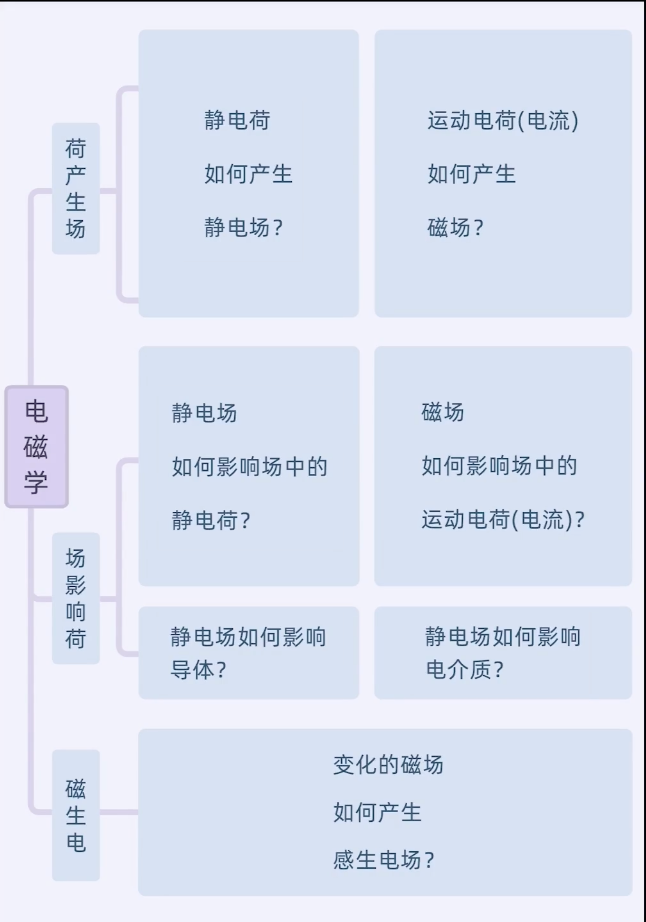 电磁学
荷产生场
静电荷
如何产生
静电场?
运动电荷(电流)
如何产生
磁场?
场影响荷
静电场
如何影响场中的
静电荷?
磁场
如何影响场中的
运动电荷(电流)?
静电场如何影响
导体?
静电场如何影响
电介质?
磁生电
变化的磁场
如何产生
感生电场?